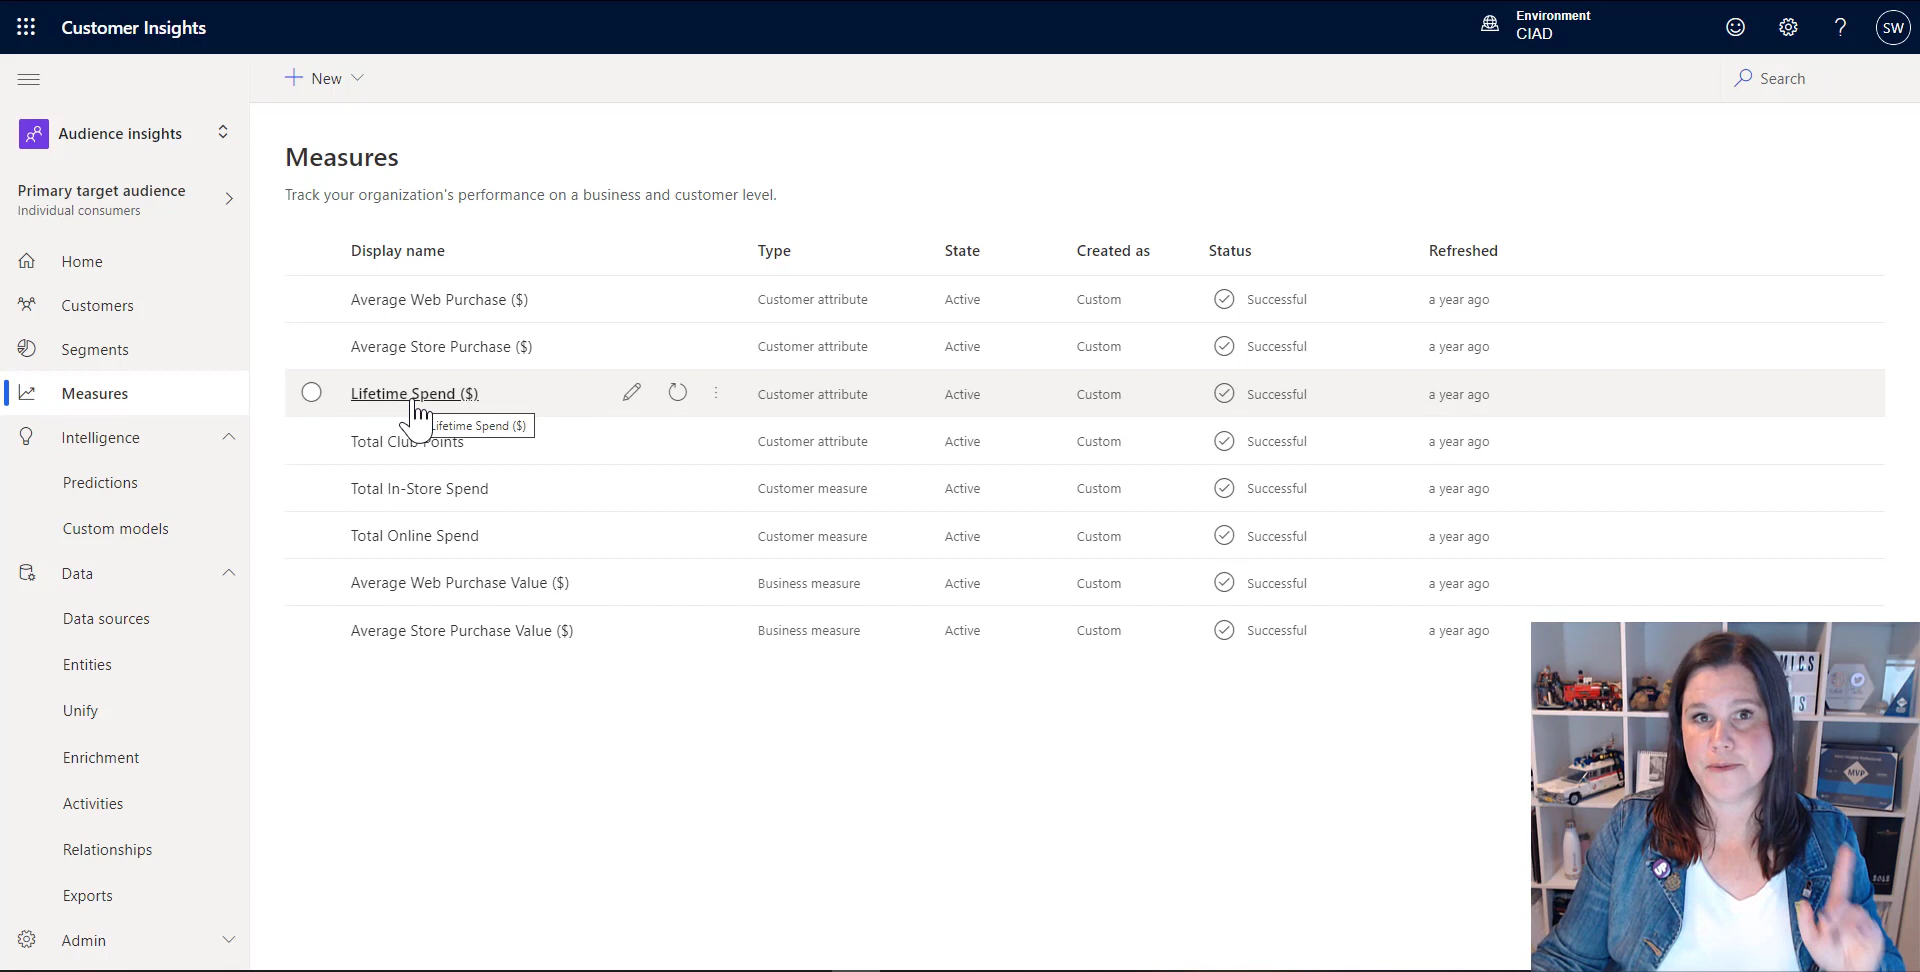 Customer Insights
Environment
CIAD
SW
New
Search
Audience insights
Primary target audience
Individual consumers
Home
Customers
Segments
Measures
Intelligence
Predictions
Custom models
Data
Data sources
Entities
Unify
Enrichment
Activities
Relationships
Exports
Admin
Measures
Track your organization's performance on a business and customer level.
Display name Type State Created as Status Refreshed
Average Web Purchase ($) Customer attribute Active Custom Successful a year ago
Average Store Purchase ($) Customer attribute Active Custom Successful a year ago
Lifetime Spend ($) Customer attribute Active Custom Successful a year ago
Lifetime Spend ($)
Total Club Points Customer attribute Active Custom Successful a year ago
Total In-Store Spend Customer measure Active Custom Successful a year ago
Total Online Spend Customer measure Active Custom Successful a year ago
Average Web Purchase Value ($) Business measure Active Custom Successful a year ago
Average Store Purchase Value ($) Business measure Active Custom Successful a year ago
MVP
UP